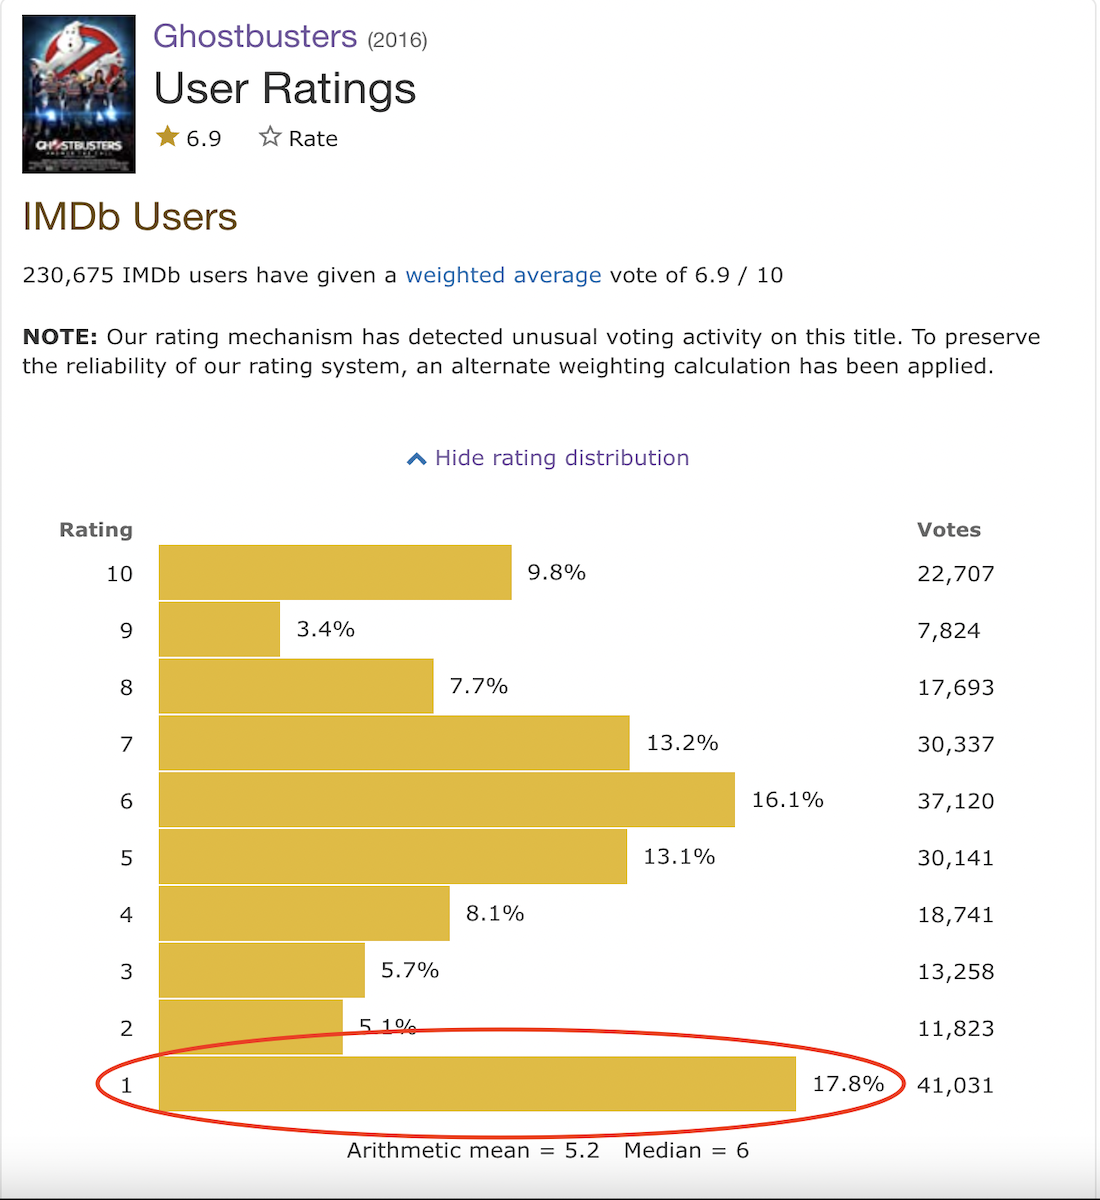 Ghostbusters (2016)
User Ratings
6.9 Rate
GHOSTBUSTERS
IMDb Users
230,675 IMDb users have given a weighted average vote of 6.9 / 10
NOTE: Our rating mechanism has detected unusual voting activity on this title. To preserve
the reliability of our rating system, an alternate weighting calculation has been applied.
Hide rating distribution
Rating Votes
10 9.8% 22,707
9 3.4% 7,824
8 7.7% 17,693
7 13.2% 30,337
6 16.1% 37,120
5 13.1% 30,141
4 8.1% 18,741
3 5.7% 13,258
2 5.1% 11,823
1 17.8% 41,031
Arithmetic mean = 5.2 Median = 6